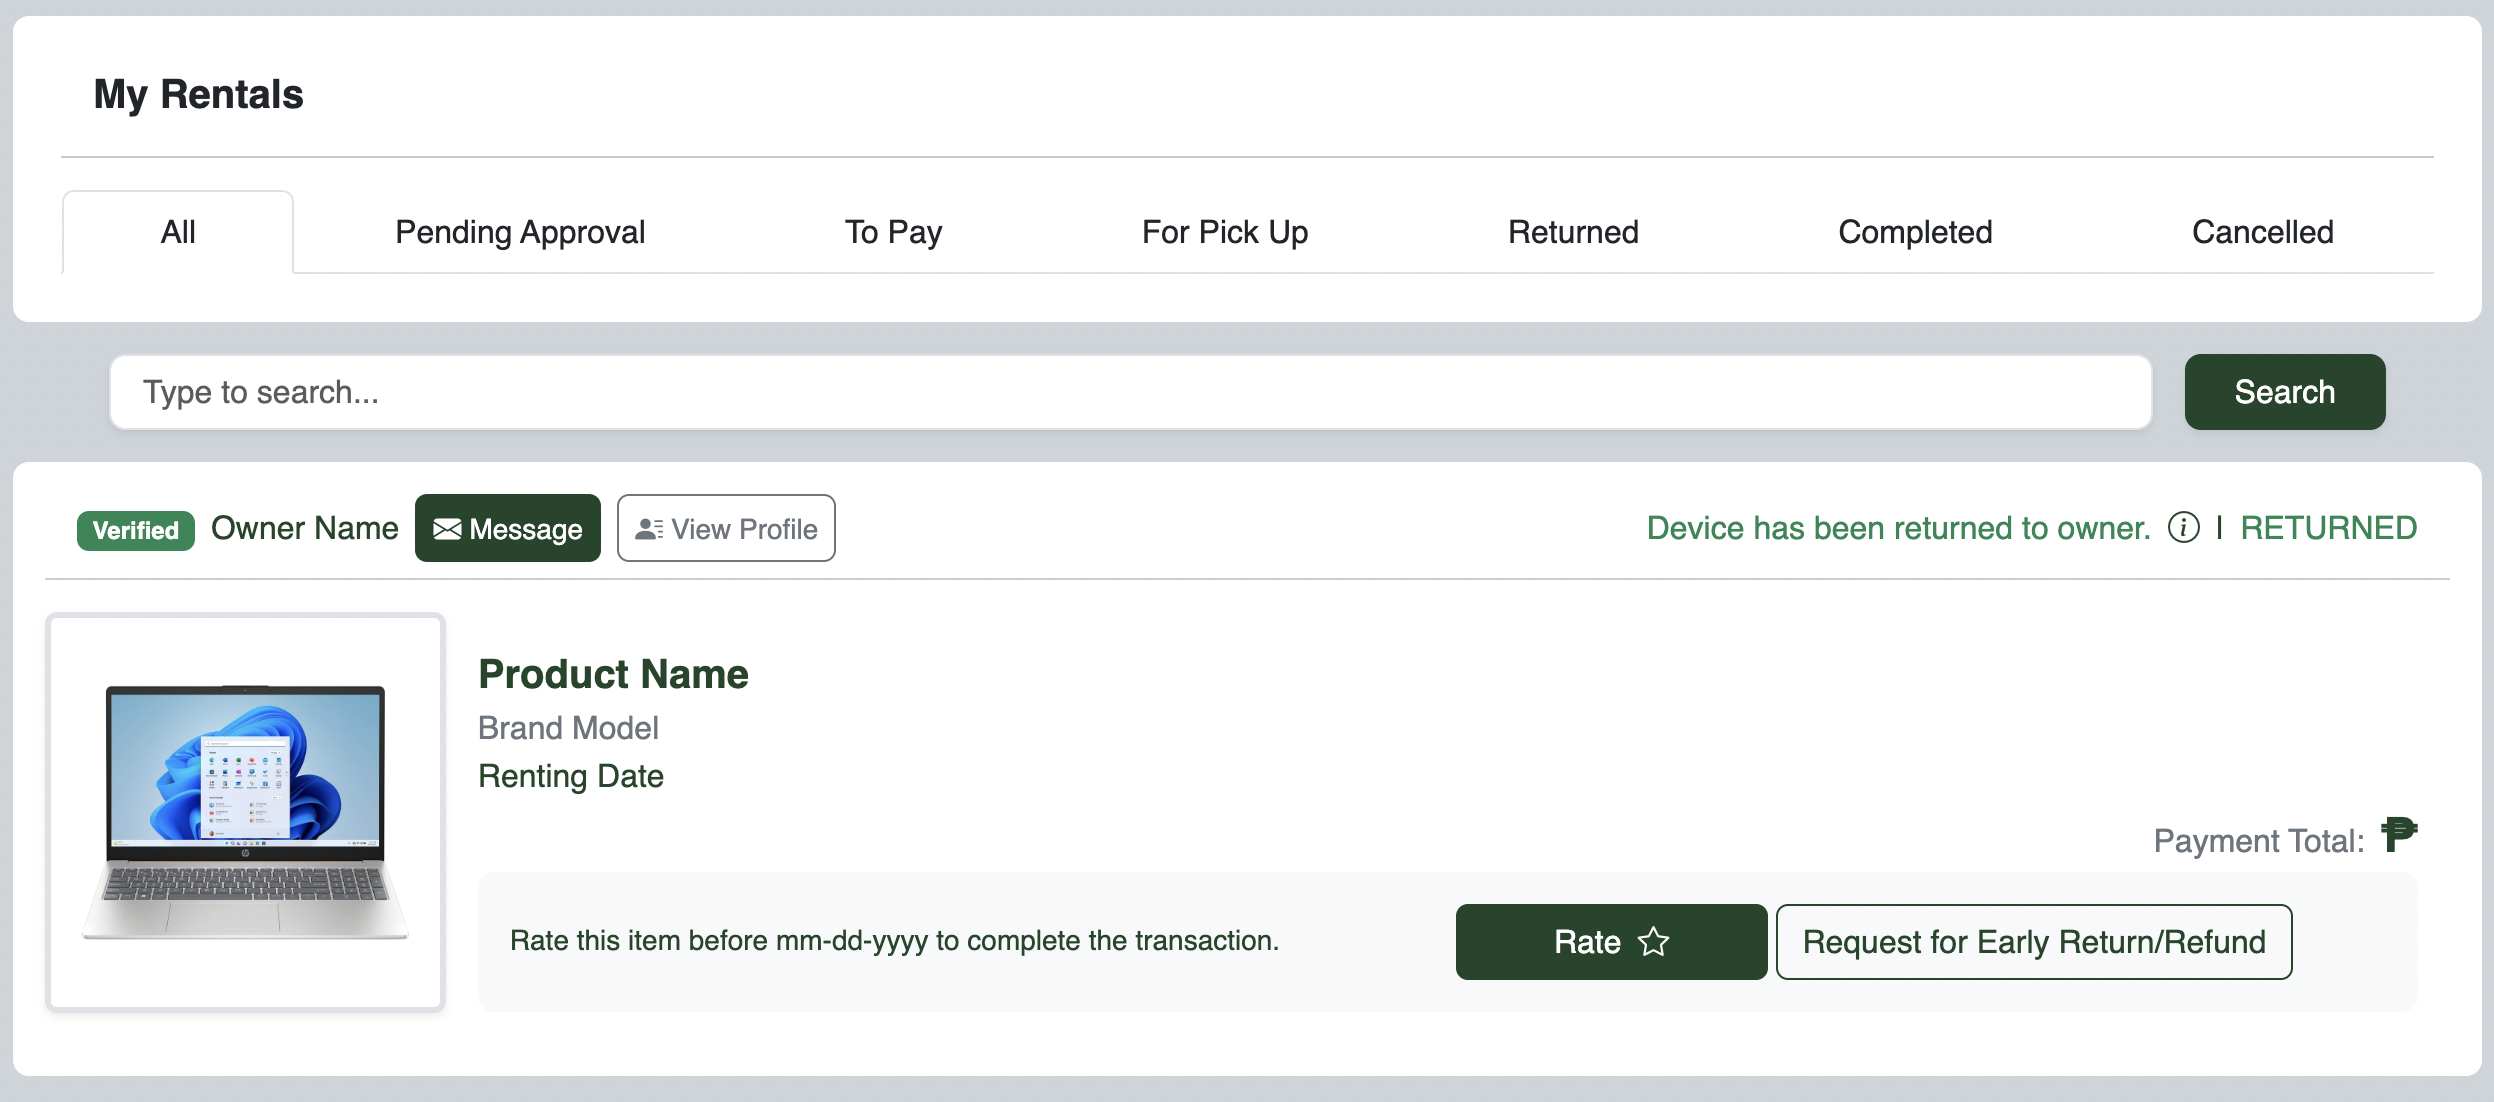 My Rentals
All Pending Approval To Pay For Pick Up Returned Completed Cancelled
Type to search... Search
Verified Owner Name Message View Profile Device has been returned to owner. | RETURNED
Product Name
Brand Model
Renting Date
Payment Total: ₱
Rate this item before mm-dd-yyyy to complete the transaction. Rate Request for Early Return/Refund